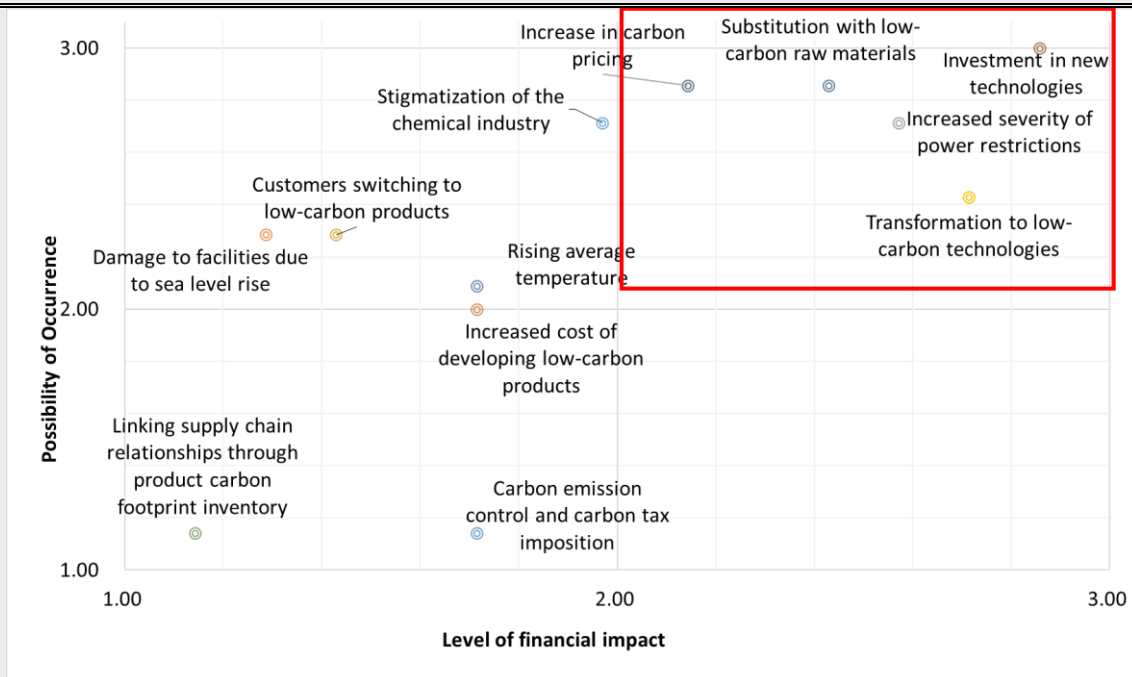 3.00
Increase in carbon
pricing
Substitution with low-
carbon raw materials
Investment in new
technologies
Stigmatization of the
chemical industry
Increased severity of
power restrictions
Customers switching to
low-carbon products
Transformation to low-
carbon technologies
Damage to facilities due
to sea level rise
Rising average
temperature
2.00
Increased cost of
developing low-carbon
products
Possibility of Occurrence
Linking supply chain
relationships through
product carbon
footprint inventory
Carbon emission
control and carbon tax
imposition
1.00
1.00
2.00
3.00
Level of financial impact